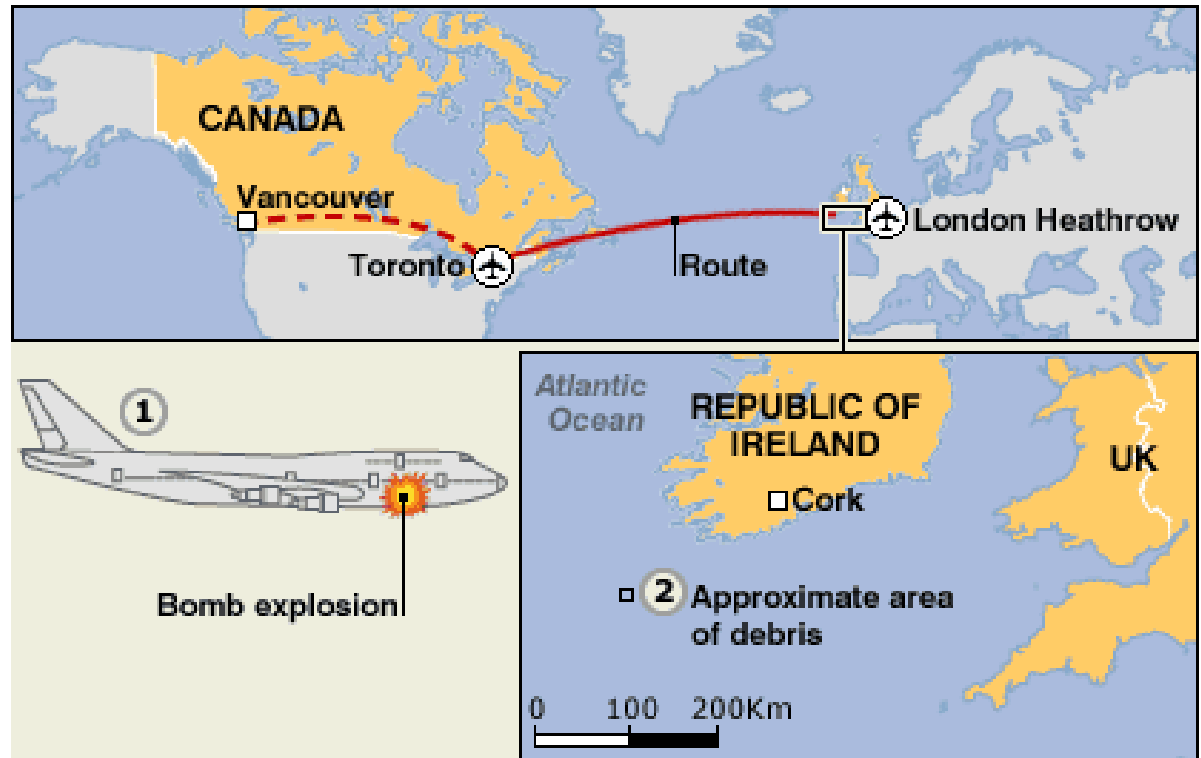 CANADA
Vancouver
London Heathrow
Toronto
Route
1
Bomb explosion
Atlantic
Ocean
REPUBLIC OF
IRELAND
UK
Cork
2 Approximate area
of debris
0 100 200Km